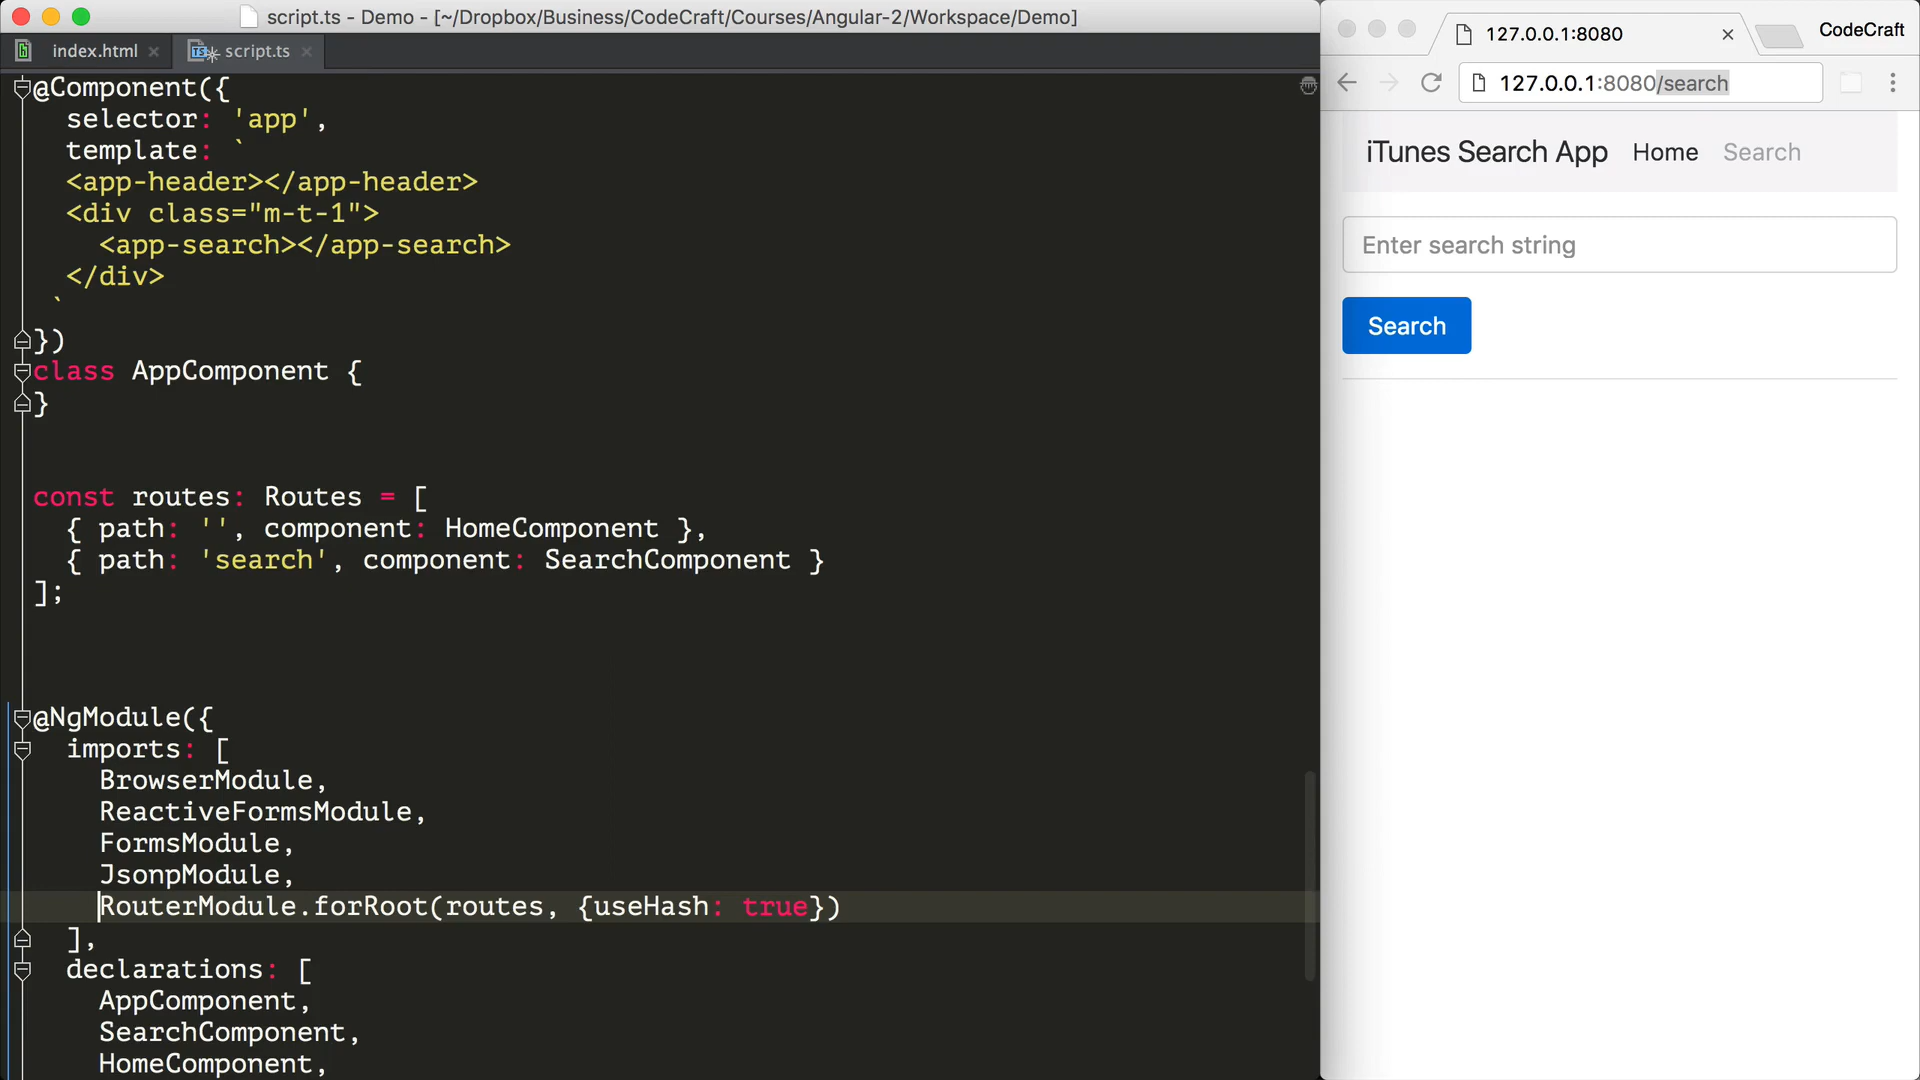 script.ts - Demo - [~/Dropbox/Business/CodeCraft/Courses/Angular-2/Workspace/Demo]
index.html
script.ts
@Component({
  selector: 'app',
  template: `
  <app-header></app-header>
  <div class="m-t-1">
    <app-search></app-search>
  </div>
 `
})
class AppComponent {
}
const routes: Routes = [
  { path: '', component: HomeComponent },
  { path: 'search', component: SearchComponent }
];
@NgModule({
  imports: [
    BrowserModule,
    ReactiveFormsModule,
    FormsModule,
    JsonpModule,
    RouterModule.forRoot(routes, {useHash: true})
  ],
  declarations: [
    AppComponent,
    SearchComponent,
    HomeComponent,
127.0.0.1:8080
CodeCraft
127.0.0.1:8080/search
iTunes Search App Home Search
Enter search string
Search